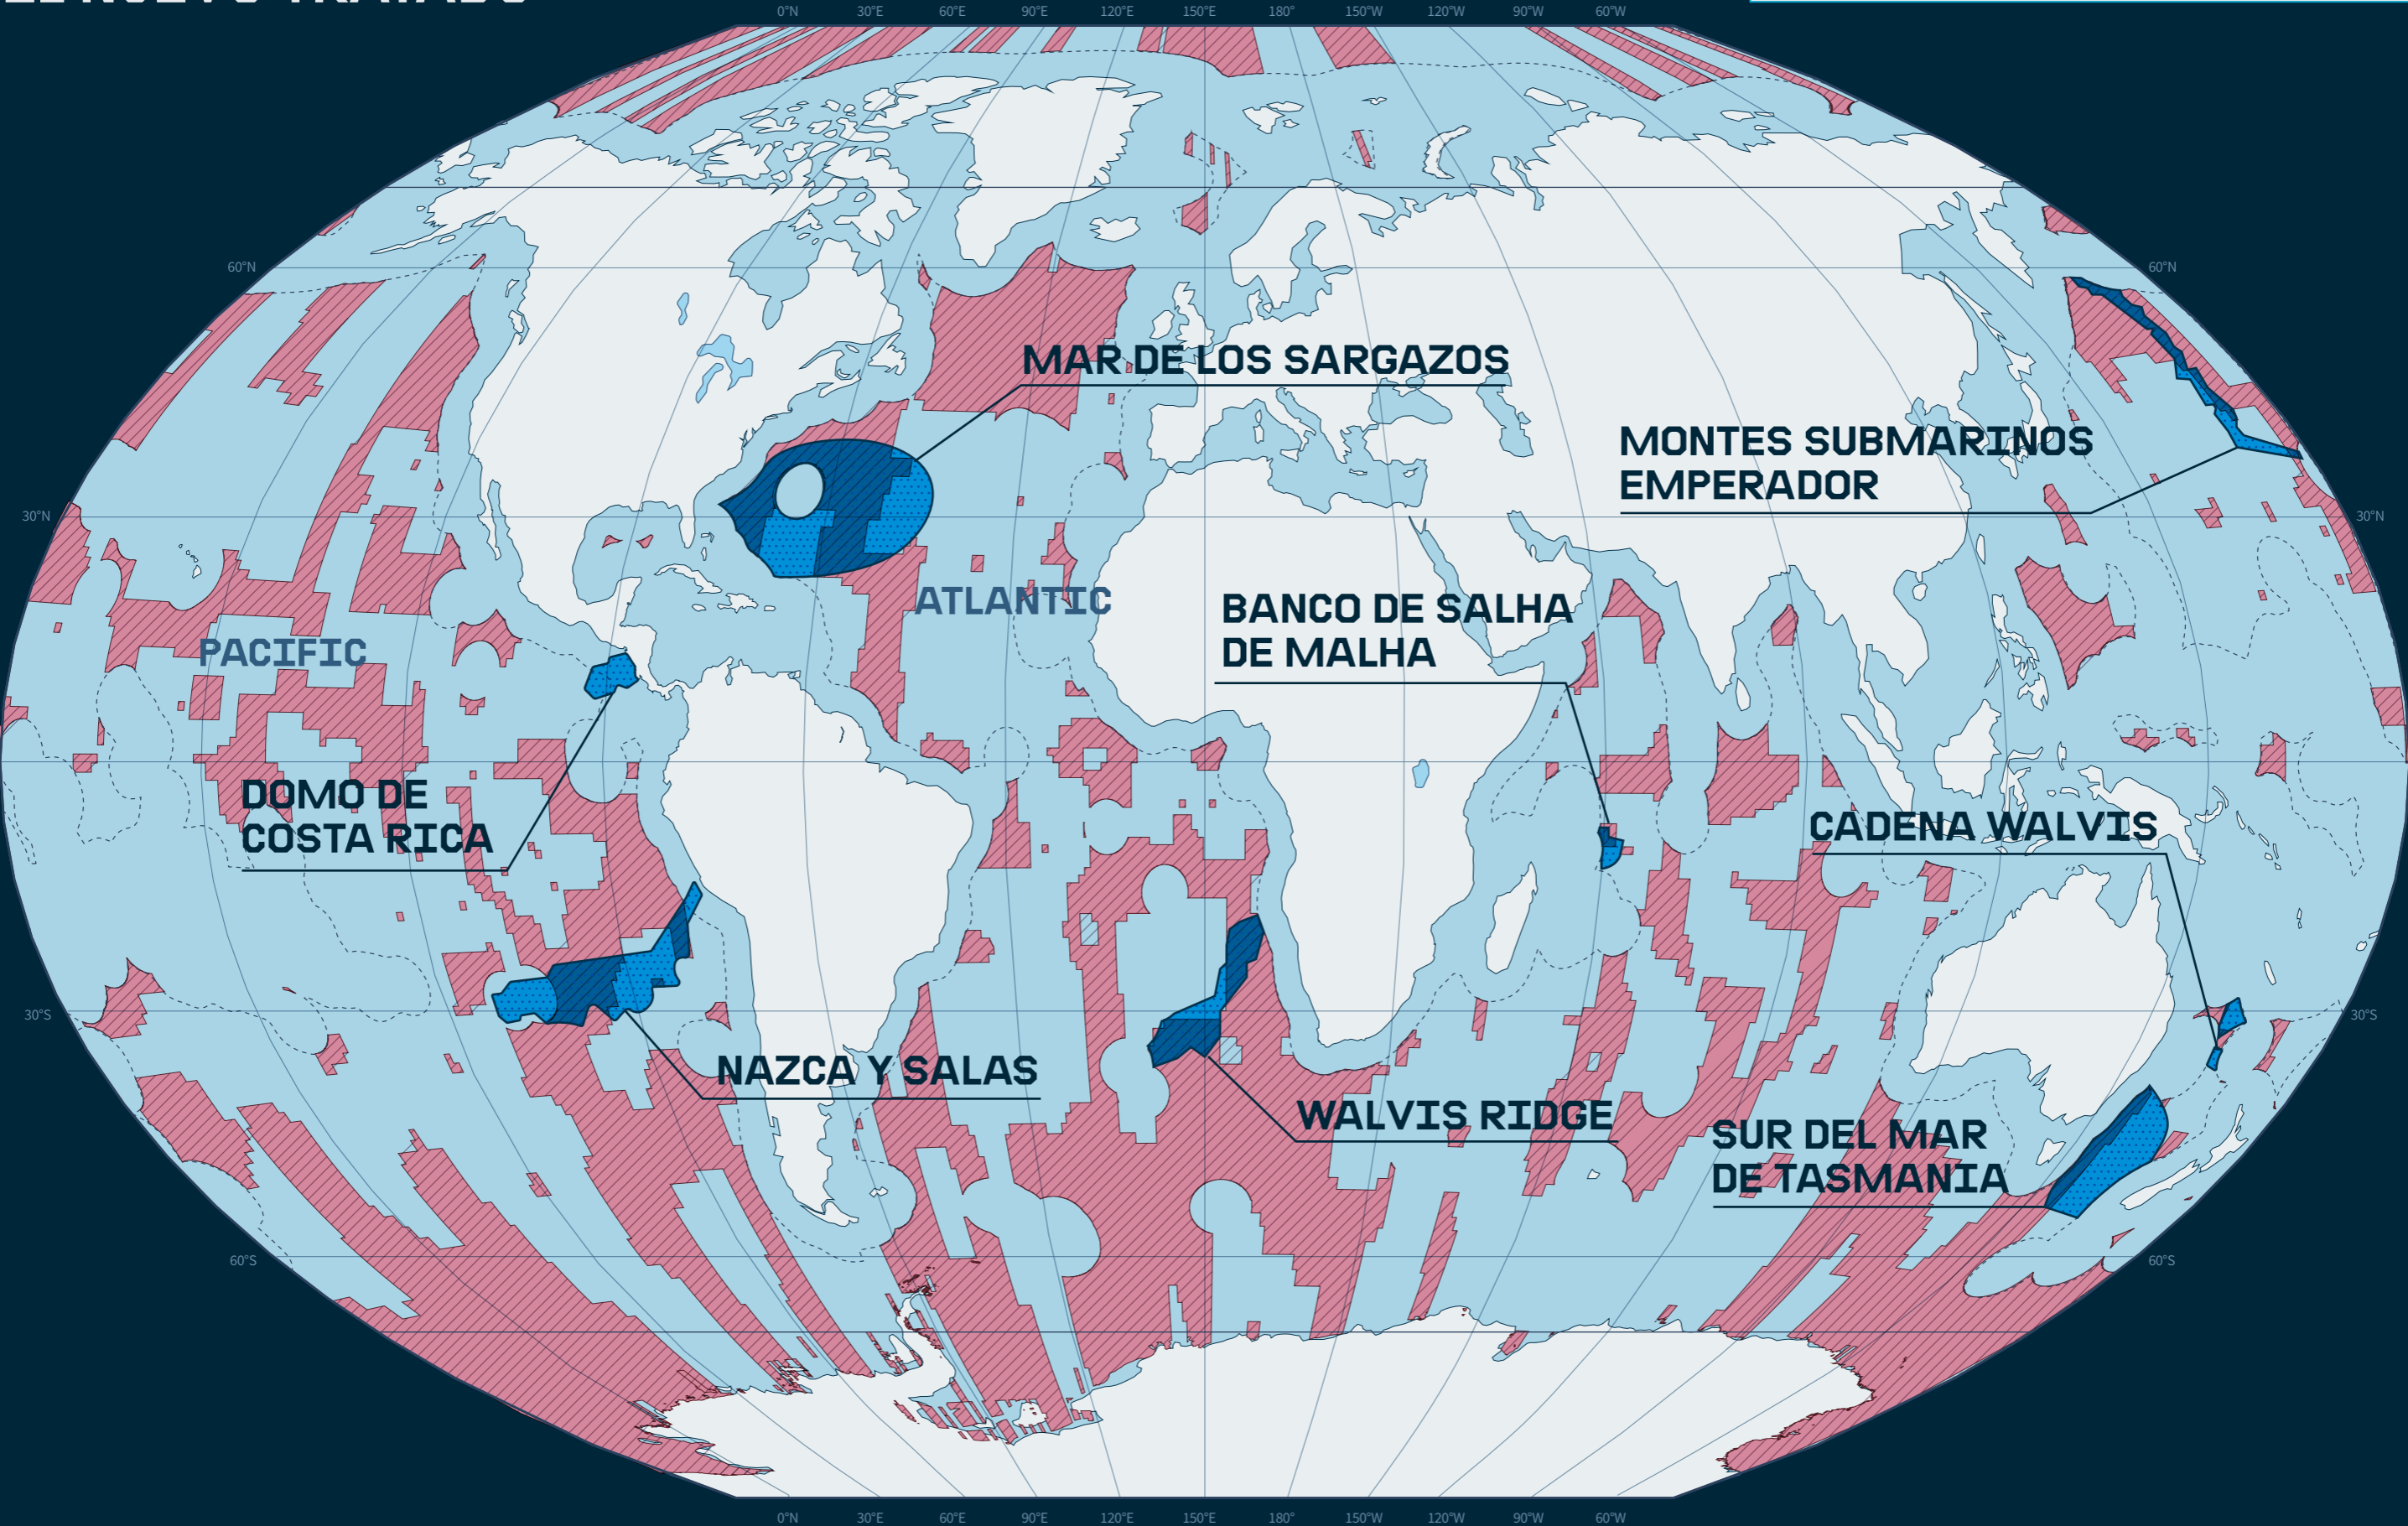 0°N 30°E 60°E 90°E 120°E 150°E 180° 150°W 120°W 90°W 60°W
60°N 60°N
MAR DE LOS SARGAZOS
MONTES SUBMARINOS
EMPERADOR
30°N 30°N
ATLANTIC
BANCO DE SALHA
DE MALHA
PACIFIC
DOMO DE
COSTA RICA
CADENA WALVIS
30°S 30°S
NAZCA Y SALAS
WALVIS RIDGE
SUR DEL MAR
DE TASMANIA
60°S 60°S
0°N 30°E 60°E 90°E 120°E 150°E 180° 150°W 120°W 90°W 60°W